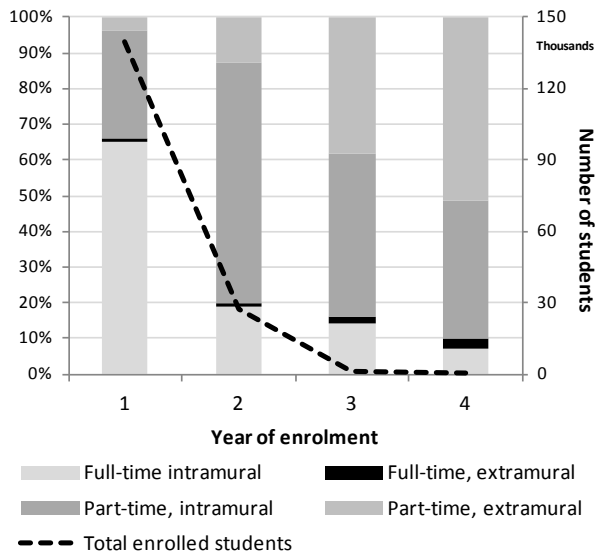 100%
90%
80%
70%
60%
50%
40%
30%
20%
10%
0%
150
Thousands
120
90
60
30
0
Number of students
1 2 3 4
Year of enrolment
Full-time intramural
Full-time, extramural
Part-time, intramural
Part-time, extramural
Total enrolled students